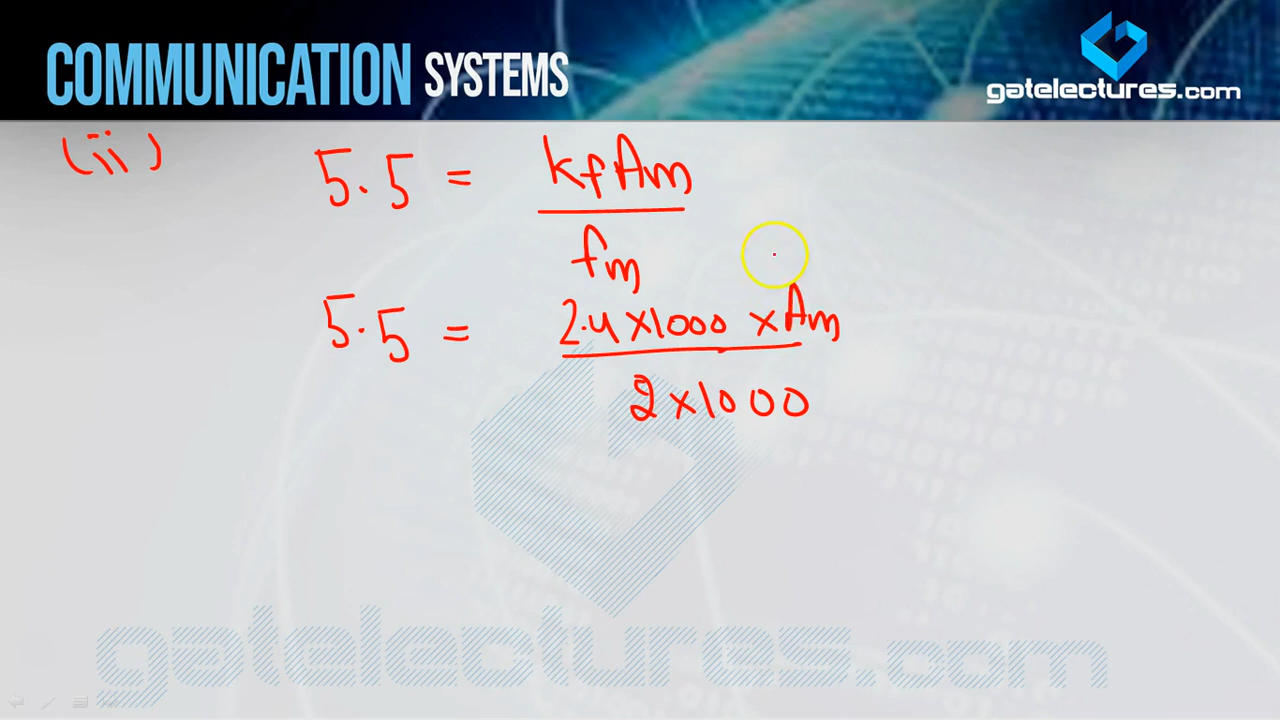 COMMUNICATION SYSTEMS
gatelectures.com
(ii) 5.5 = kfAm
fm
5.5 = 2.4 x 1000 x Am
2 x 1000
gatelectures.com